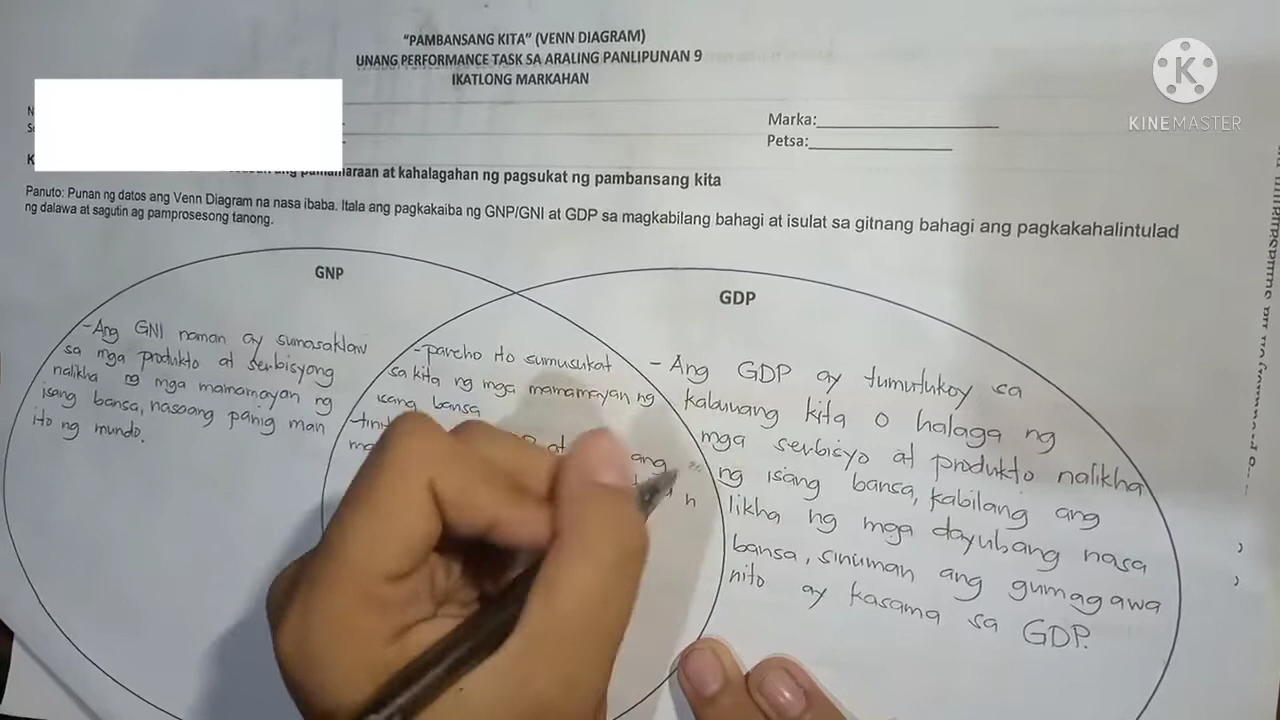 "PAMBANSANG KITA" (VENN DIAGRAM)
UNANG PERFORMANCE TASK SA ARALING PANLIPUNAN 9
IKATLONG MARKAHAN
KINEMASTER
Marka:
Petsa:
at kahalagahan ng pagsukat ng pambansang kita
Panuto: Punan ng datos ang Venn Diagram na nasa ibaba. Itala ang pagkakaiba ng GNP/GNI at GDP sa magkabilang bahagi at isulat sa gitnang bahagi ang pagkakahalintulad
ng dalawa at sagutin ag pamprosesong tanong.
GNP
- Ang GNI naman ay sumasaklaw
sa mga produkto at serbisyong
nalikha ng mga mamamayan ng
isang bansa, nasaang panig man
ito ng mundo.
- pareho ito sumusukat
sa kita ng mga mamamayan ng
isang bansa
at ang
GDP
- Ang GDP ay tumutukoy sa
kabuuang kita o halaga ng
mga serbisyo at produkto nalikha
ng isang bansa, kabilang ang
likha ng mga dayuhang nasa
bansa, sinuman ang gumagawa
nito ay kasama sa GDP.